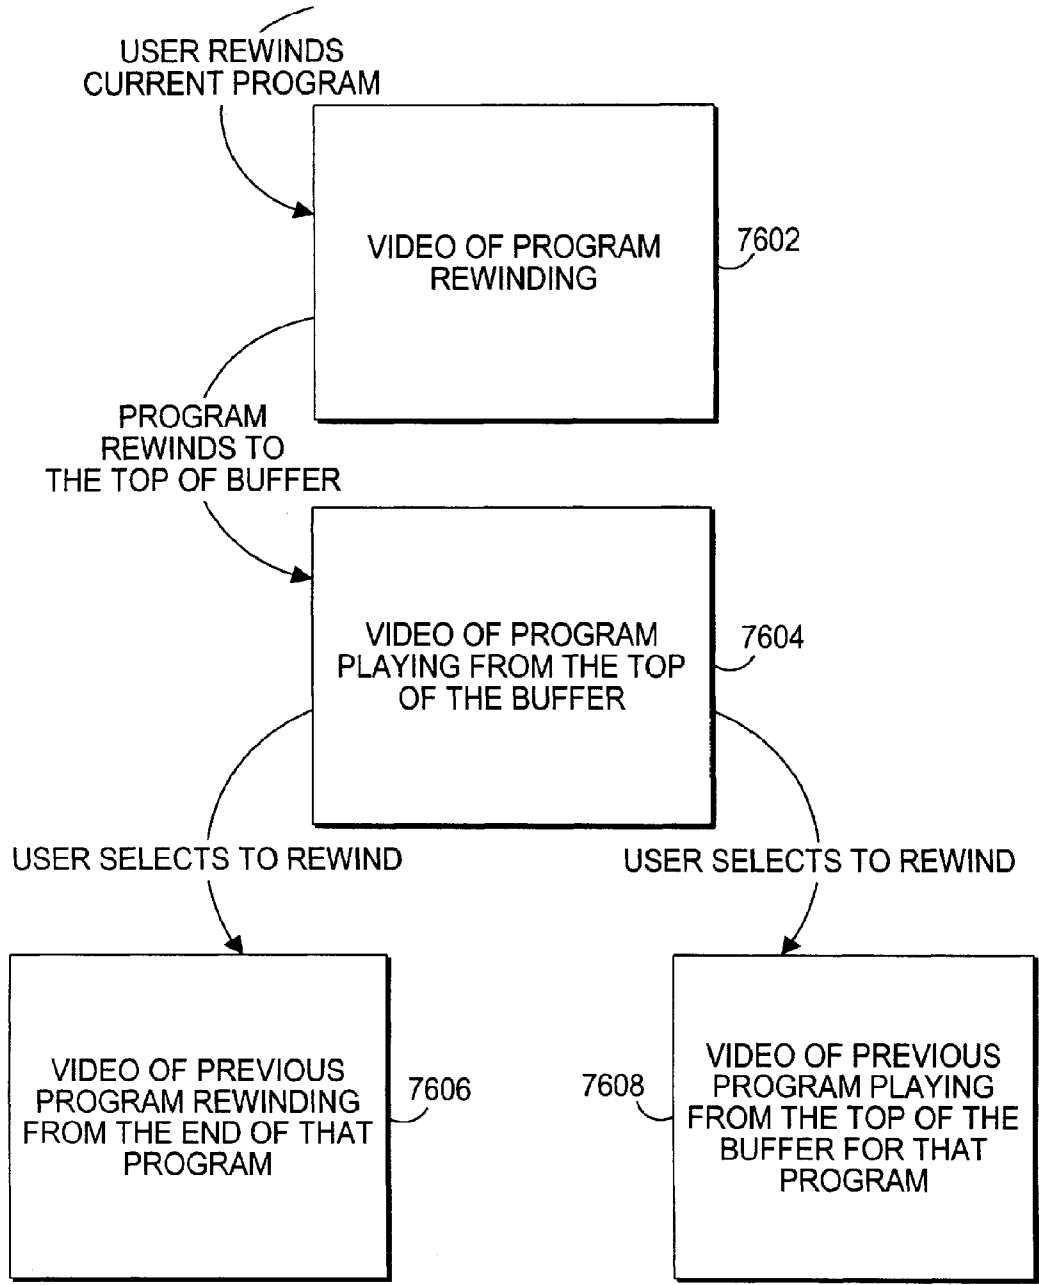 USER REWINDS
CURRENT PROGRAM
VIDEO OF PROGRAM
REWINDING
7602
PROGRAM
REWINDS TO
THE TOP OF BUFFER
VIDEO OF PROGRAM
PLAYING FROM THE TOP
OF THE BUFFER
7604
USER SELECTS TO REWIND
USER SELECTS TO REWIND
VIDEO OF PREVIOUS
PROGRAM REWINDING
FROM THE END OF THAT
PROGRAM
7606
7608
VIDEO OF PREVIOUS
PROGRAM PLAYING
FROM THE TOP OF THE
BUFFER FOR THAT
PROGRAM